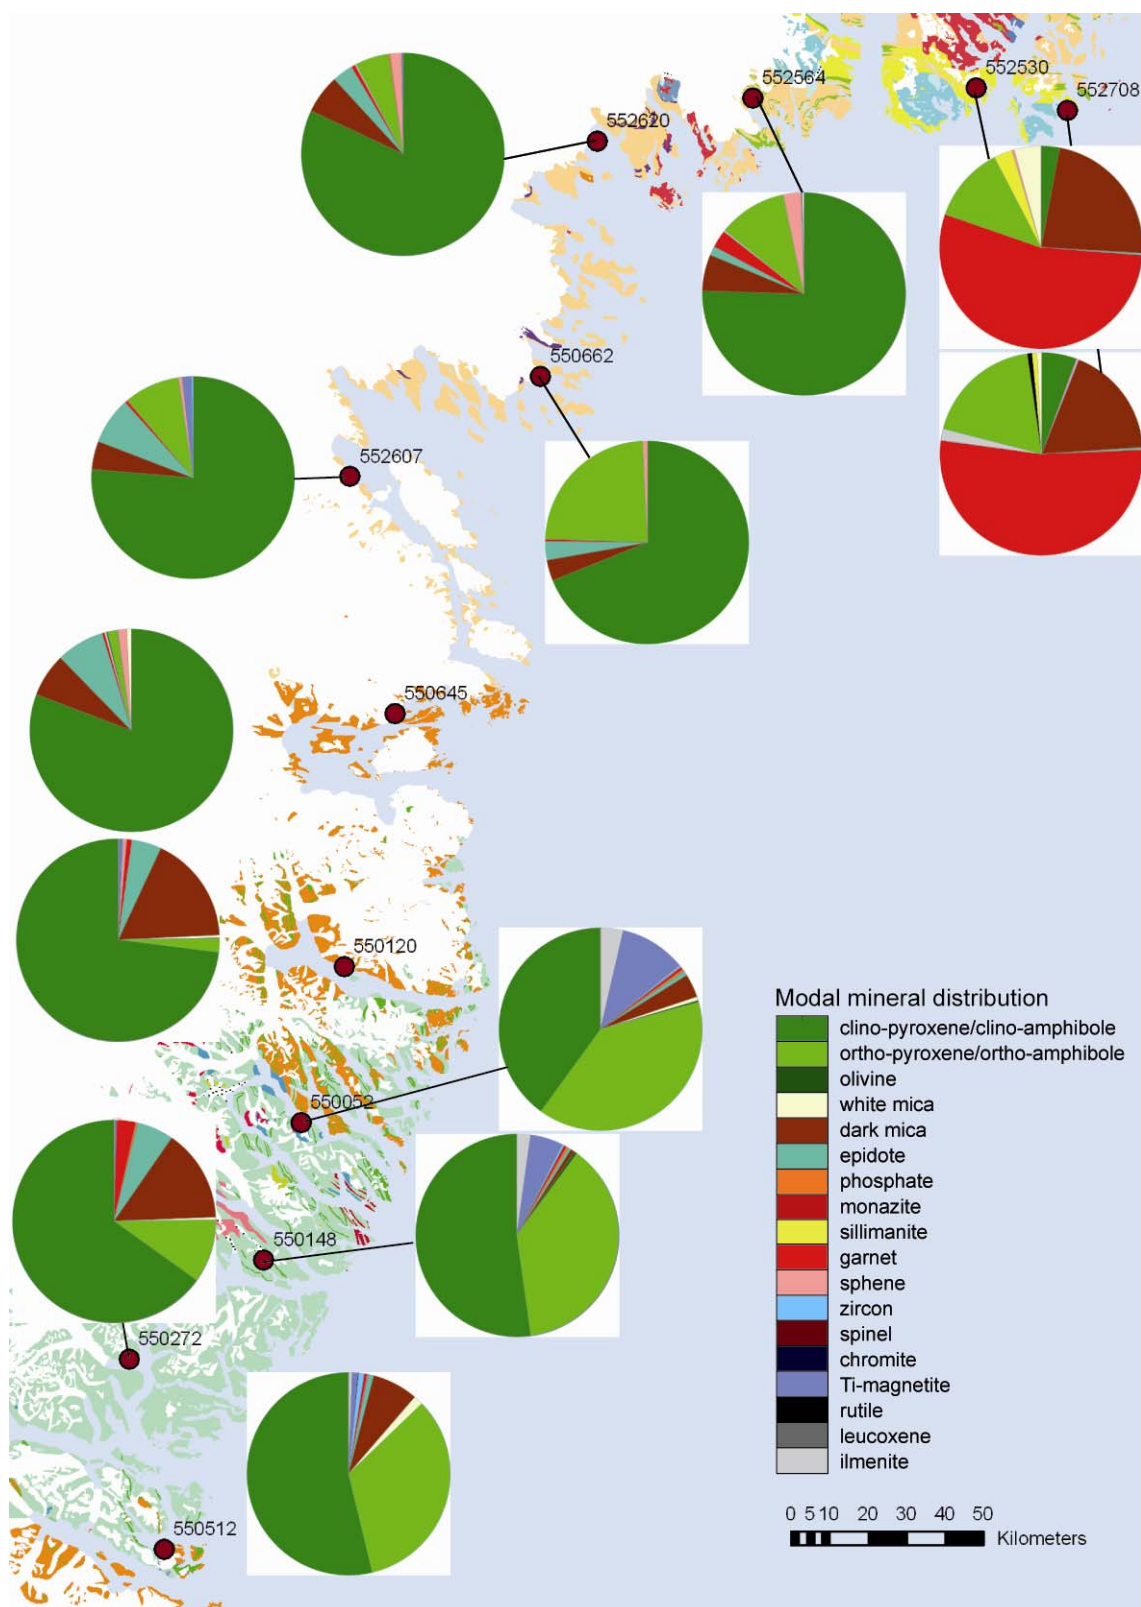 552530
552564
552708
552620
550662
552607
550645
550120
550052
550148
550272
550512
Modal mineral distribution
clino-pyroxene/clino-amphibole
ortho-pyroxene/ortho-amphibole
olivine
white mica
dark mica
epidote
phosphate
monazite
sillimanite
garnet
sphene
zircon
spinel
chromite
Ti-magnetite
rutile
leucoxene
ilmenite
0 5 10 20 30 40 50
Kilometers